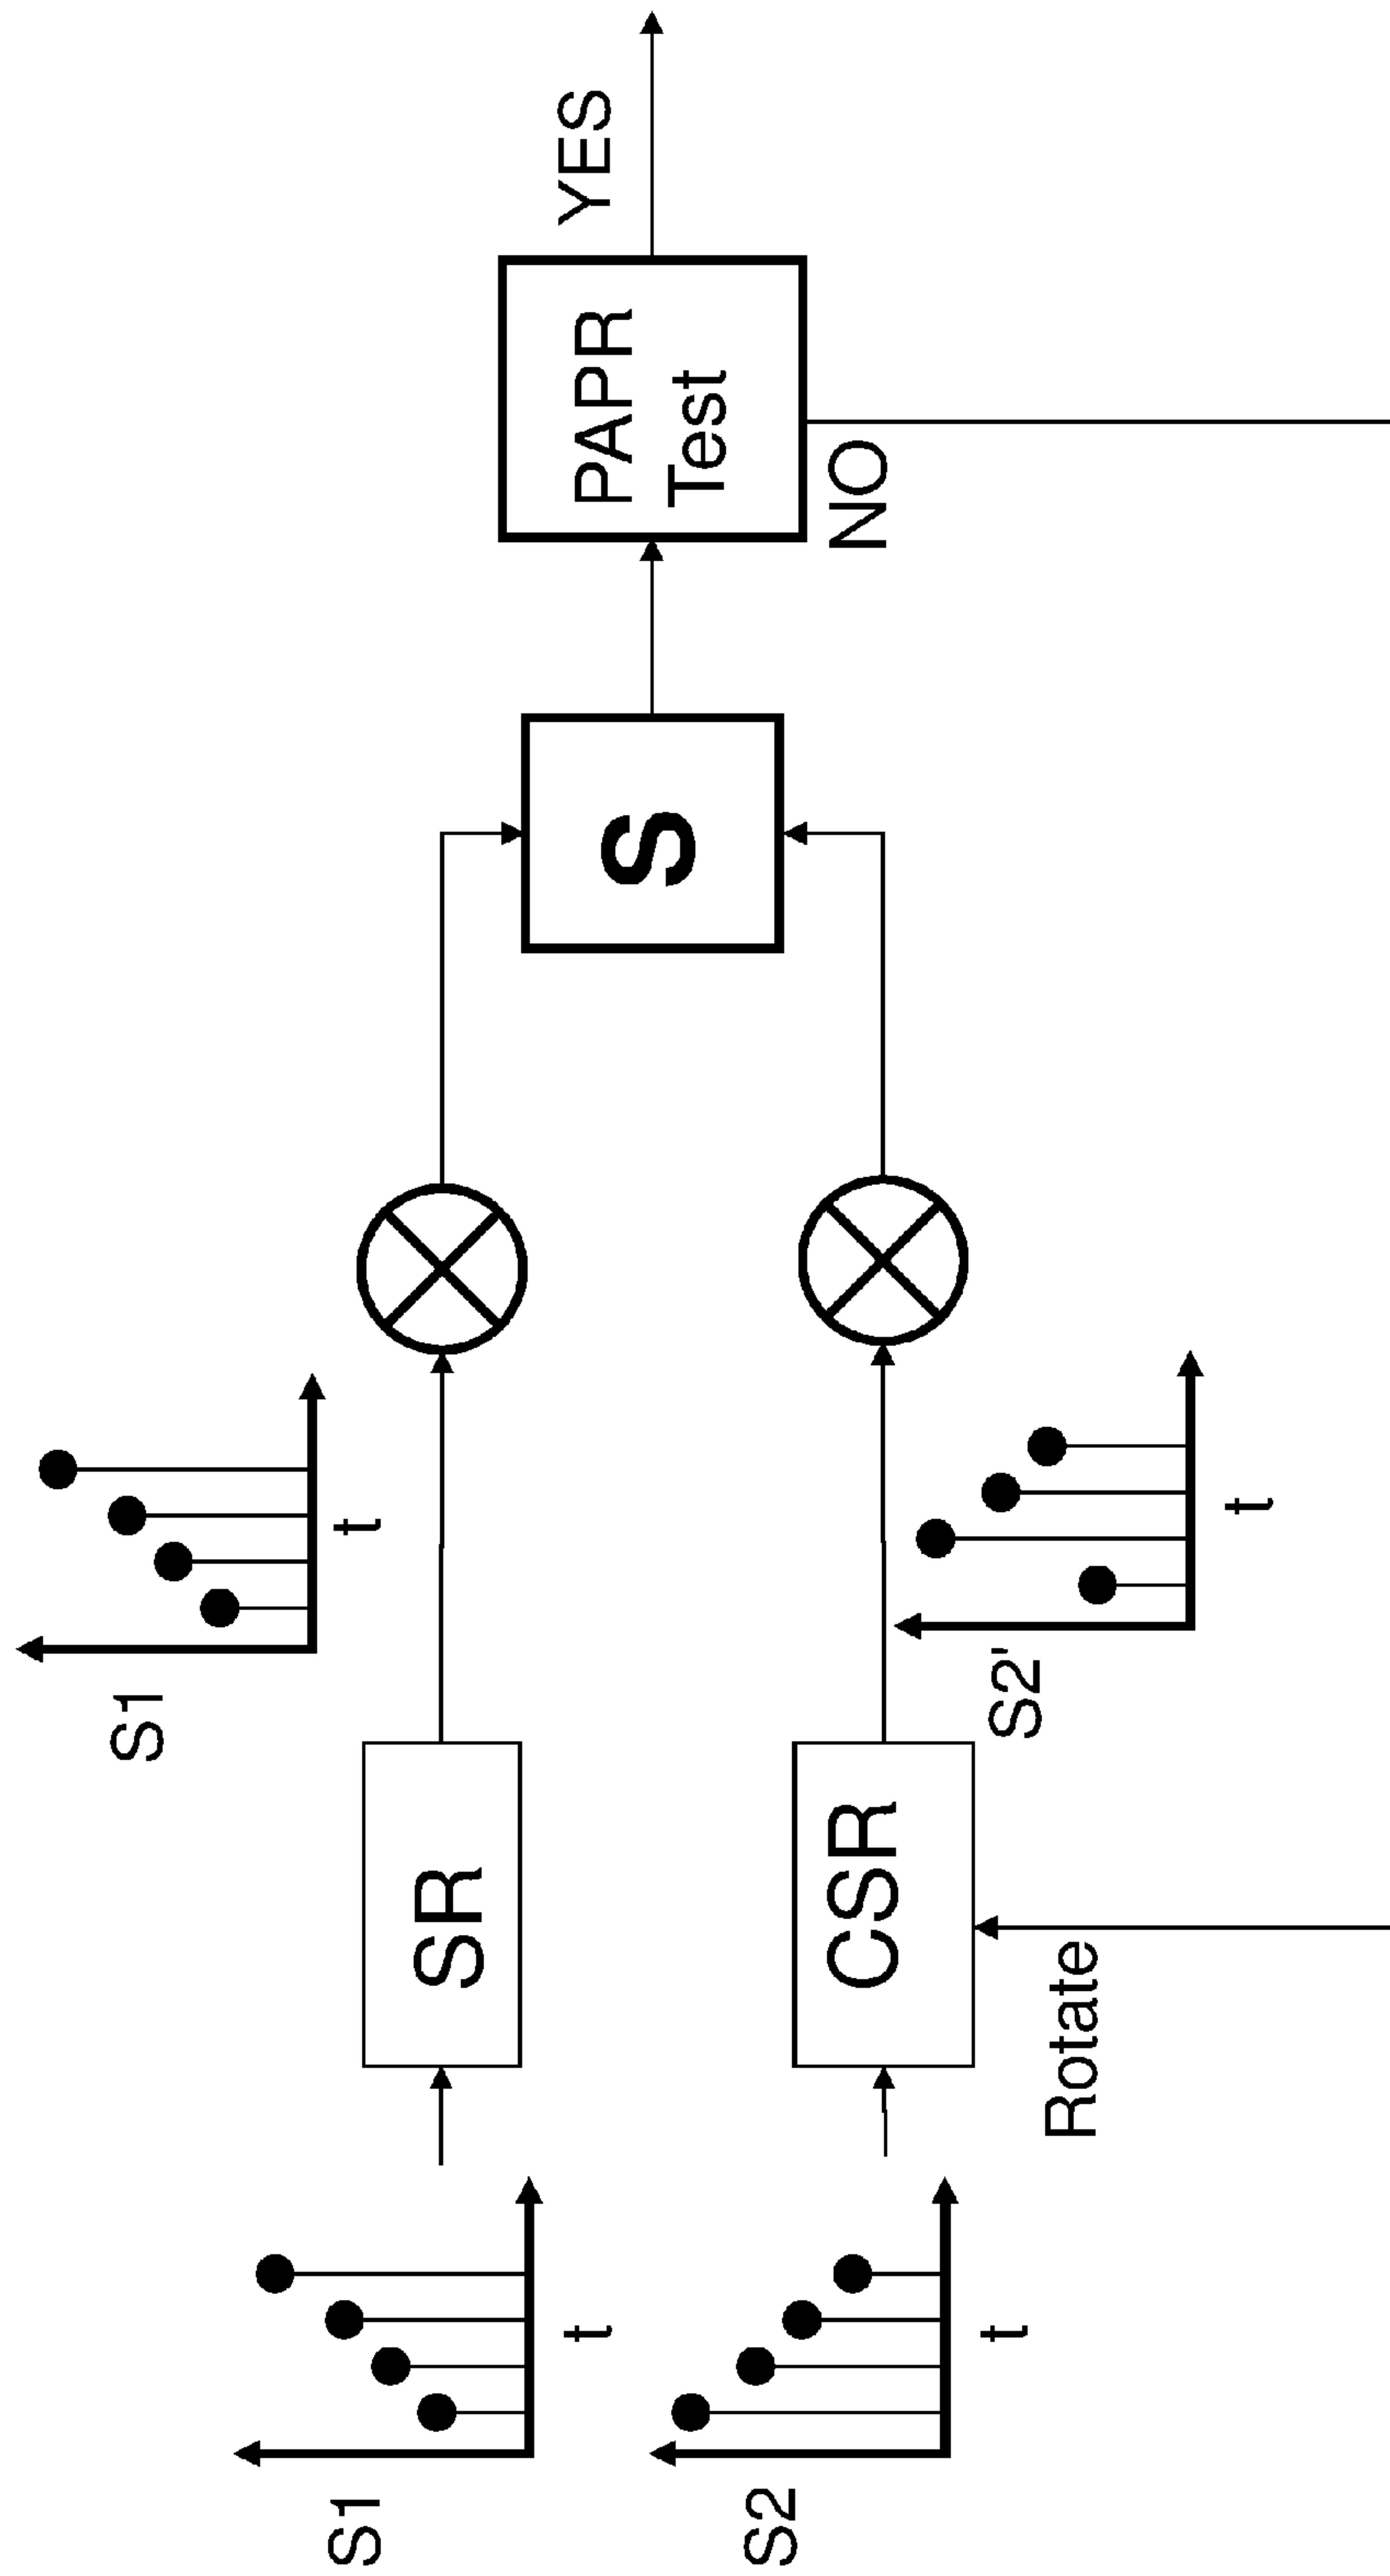 S1
t
SR
S1
t
S2
t
CSR
Rotate
S2'
t
S
PAPR
Test
YES
NO